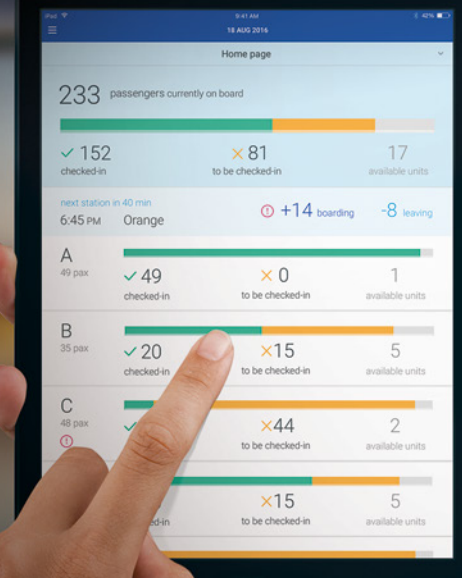 iPad
9:41 AM
42%
18 AUG 2016
Home page
233 passengers currently on board
✓ 152 × 81 17
checked-in to be checked-in available units
next station in 40 min
6:45 PM Orange ! +14 boarding -8 leaving
A
49 pax
✓ 49 × 0 1
checked-in to be checked-in available units
B
35 pax
✓ 20 × 15 5
checked-in to be checked-in available units
C
48 pax
! ✓ × 44 2
to be checked-in available units
× 15 5
to be checked-in available units